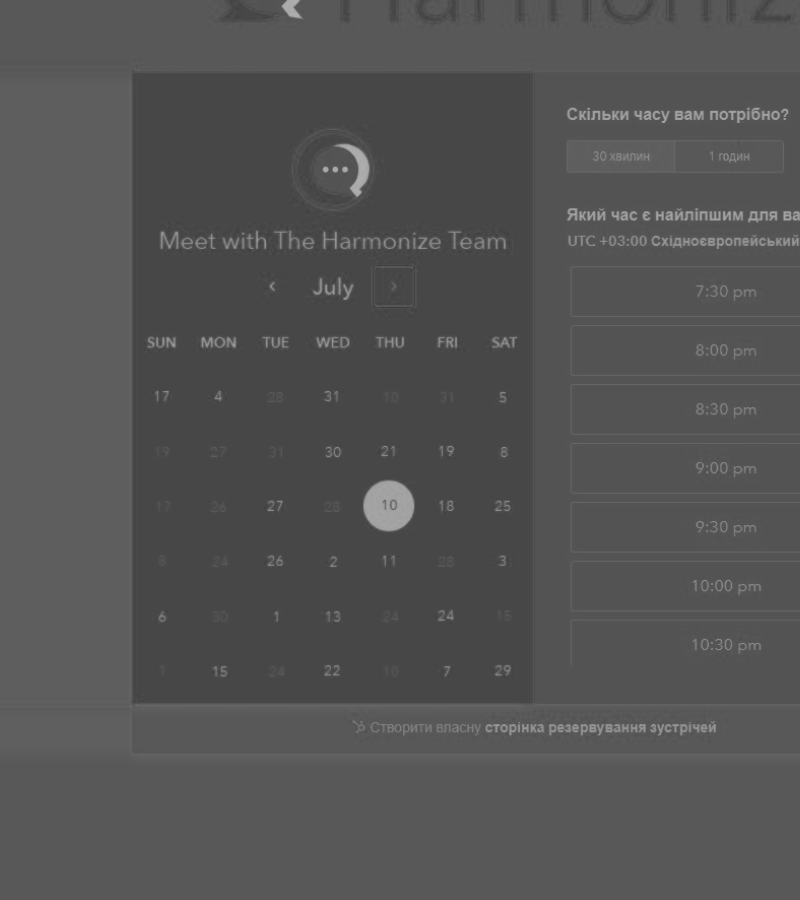 Harmoniz
Meet with The Harmonize Team
‹ July ›
SUN MON TUE WED THU FRI SAT
17 4 28 31 10 31 5
19 27 31 30 21 19 8
17 26 27 28 10 18 25
8 24 26 2 11 28 3
6 30 1 13 24 24 15
1 15 24 22 10 7 29
Скільки часу вам потрібно?
30 хвилин 1 годин
Який час є найліпшим для ва
UTC +03:00 Східноєвропейський
7:30 pm
8:00 pm
8:30 pm
9:00 pm
9:30 pm
10:00 pm
10:30 pm
Створити власну сторінка резервування зустрічей